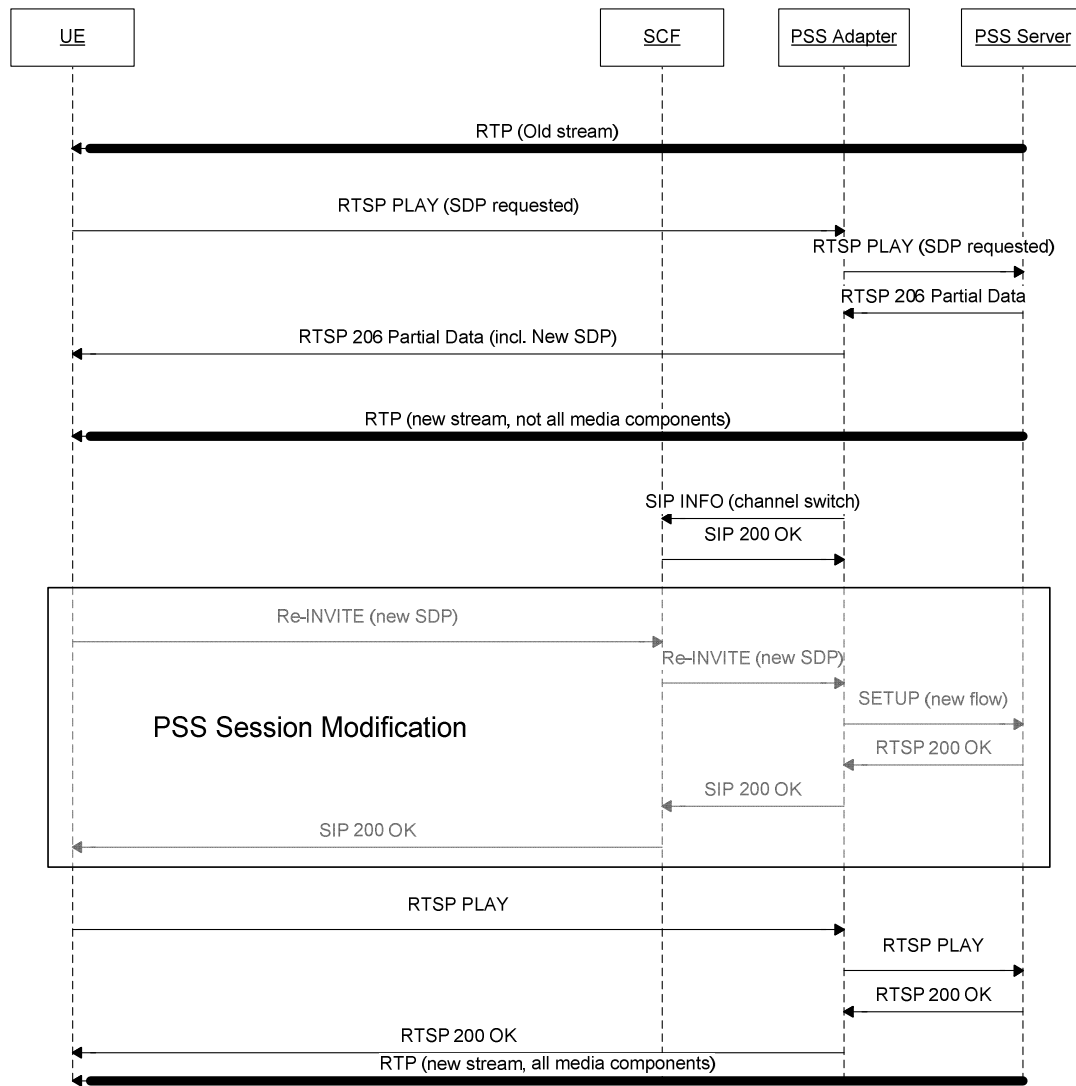 UE
SCF
PSS Adapter
PSS Server
RTP (Old stream)
RTSP PLAY (SDP requested)
RTSP PLAY (SDP requested)
RTSP 206 Partial Data
RTSP 206 Partial Data (incl. New SDP)
RTP (new stream, not all media components)
SIP INFO (channel switch)
SIP 200 OK
Re-INVITE (new SDP)
Re-INVITE (new SDP)
SETUP (new flow)
PSS Session Modification
RTSP 200 OK
SIP 200 OK
SIP 200 OK
RTSP PLAY
RTSP PLAY
RTSP 200 OK
RTSP 200 OK
RTP (new stream, all media components)